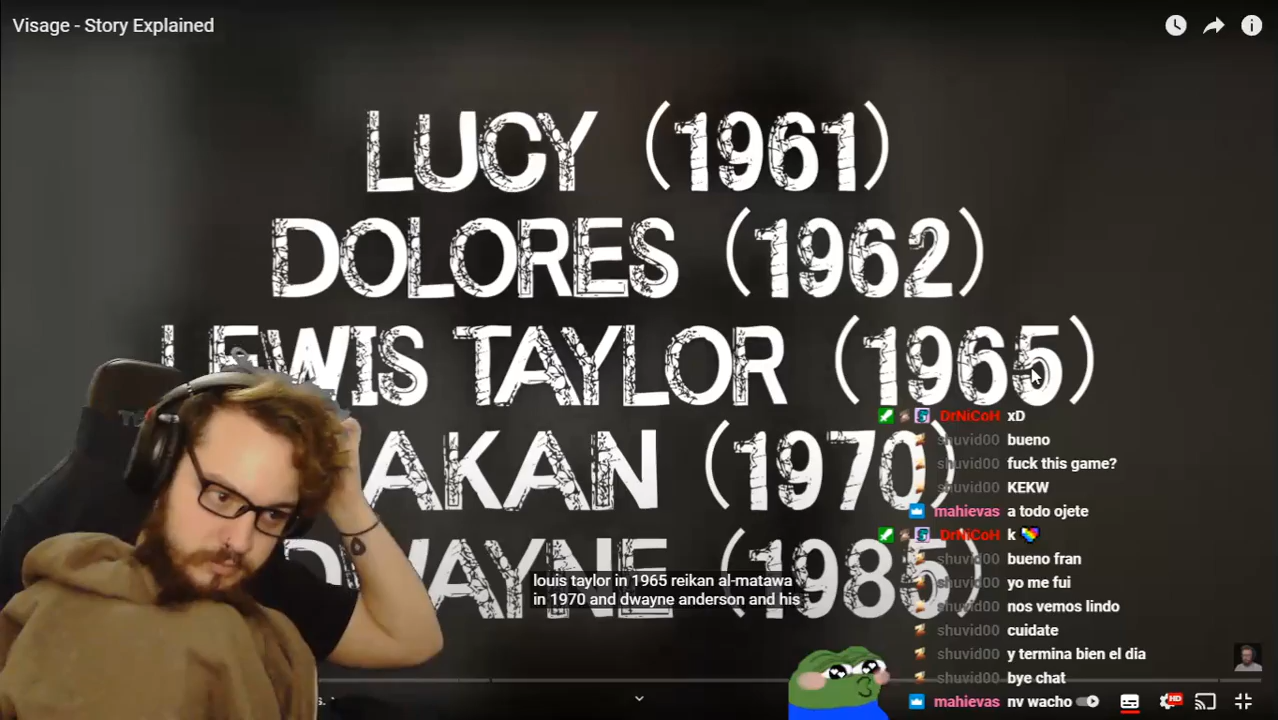 Visage - Story Explained
LUCY (1961)
DOLORES (1962)
LEWIS TAYLOR (1965)
AKAN (1970)
DWAYNE (1985)
louis taylor in 1965 reikan al-matawa
in 1970 and dwayne anderson and his
DrNiCoH xD
shuvid00 bueno
shuvid00 fuck this game?
shuvid00 KEKW
mahievas a todo ojete
DrNiCoH k
shuvid00 bueno fran
shuvid00 yo me fui
shuvid00 nos vemos lindo
shuvid00 cuidate
shuvid00 y termina bien el dia
shuvid00 bye chat
mahievas nv wacho
HD